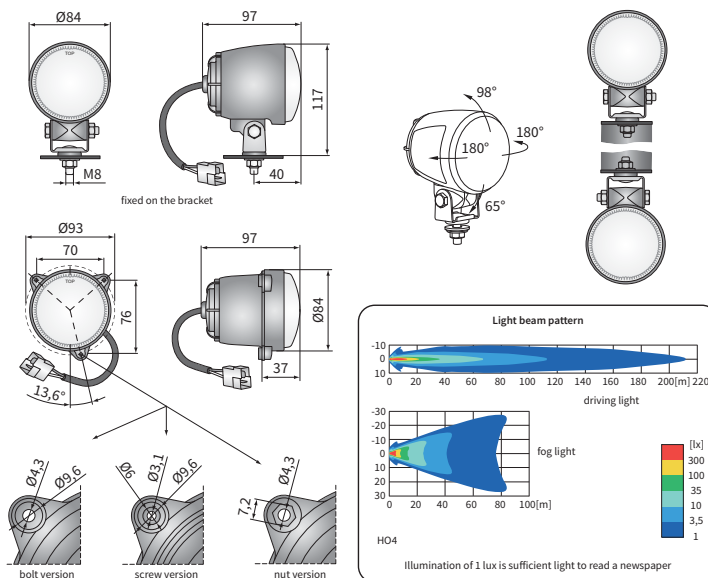 Ø84
TOP
M8
97
117
40
fixed on the bracket
98°
180°
180°
65°
Ø93
70
TOP
76
13,6°
97
Ø84
37
Ø4,3
Ø9,6
bolt version
Ø6
Ø3,1
Ø9,6
screw version
Ø4,3
7,2
nut version
Light beam pattern
-10
0
10
0 20 40 60 80 100 120 140 160 180 200[m] 220
driving light
-30
-20
-10
0
10
20
30
0 20 40 60 80 100[m]
fog light
[lx]
300
100
35
10
3,5
1
HO4
Illumination of 1 lux is sufficient light to read a newspaper